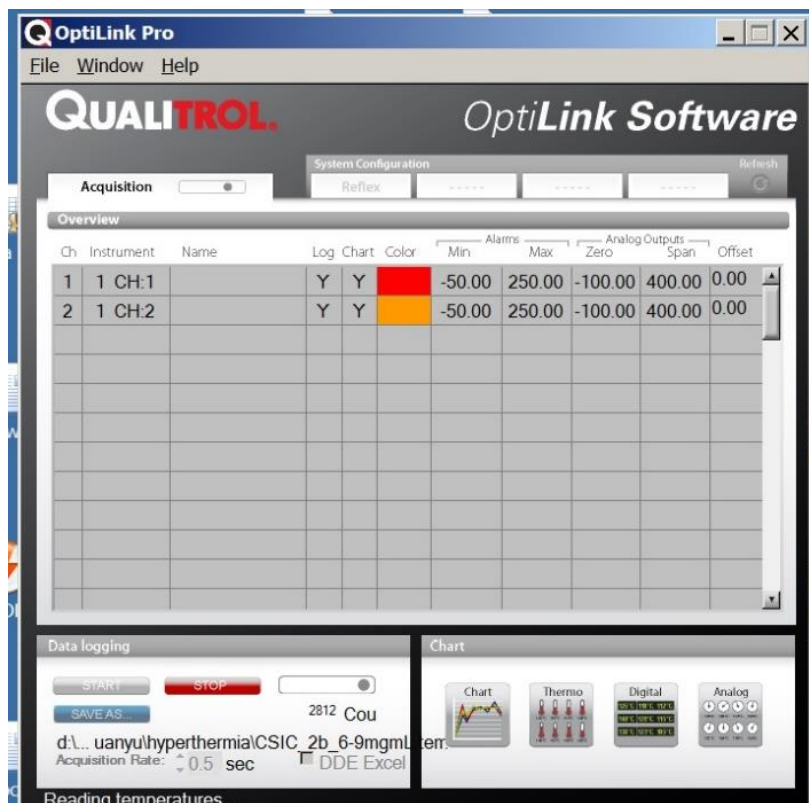 OptiLink Pro
File Window Help
QUALITROL.
OptiLink Software
System Configuration
Refresh
Acquisition
Reflex
-----
-----
-----
Overview
Alarms
Analog Outputs
Ch Instrument Name Log Chart Color Min Max Zero Span Offset
1 1 CH:1 Y Y -50.00 250.00 -100.00 400.00 0.00
2 1 CH:2 Y Y -50.00 250.00 -100.00 400.00 0.00
Data logging
START STOP
SAVE AS...
2812 Cou
d:\... uanyu\hyperthermia\CSIC_2b_6-9mgmL
Acquisition Rate: 0.5 sec
DDE Excel
Chart
Chart Thermo Digital Analog
Reading temperatures